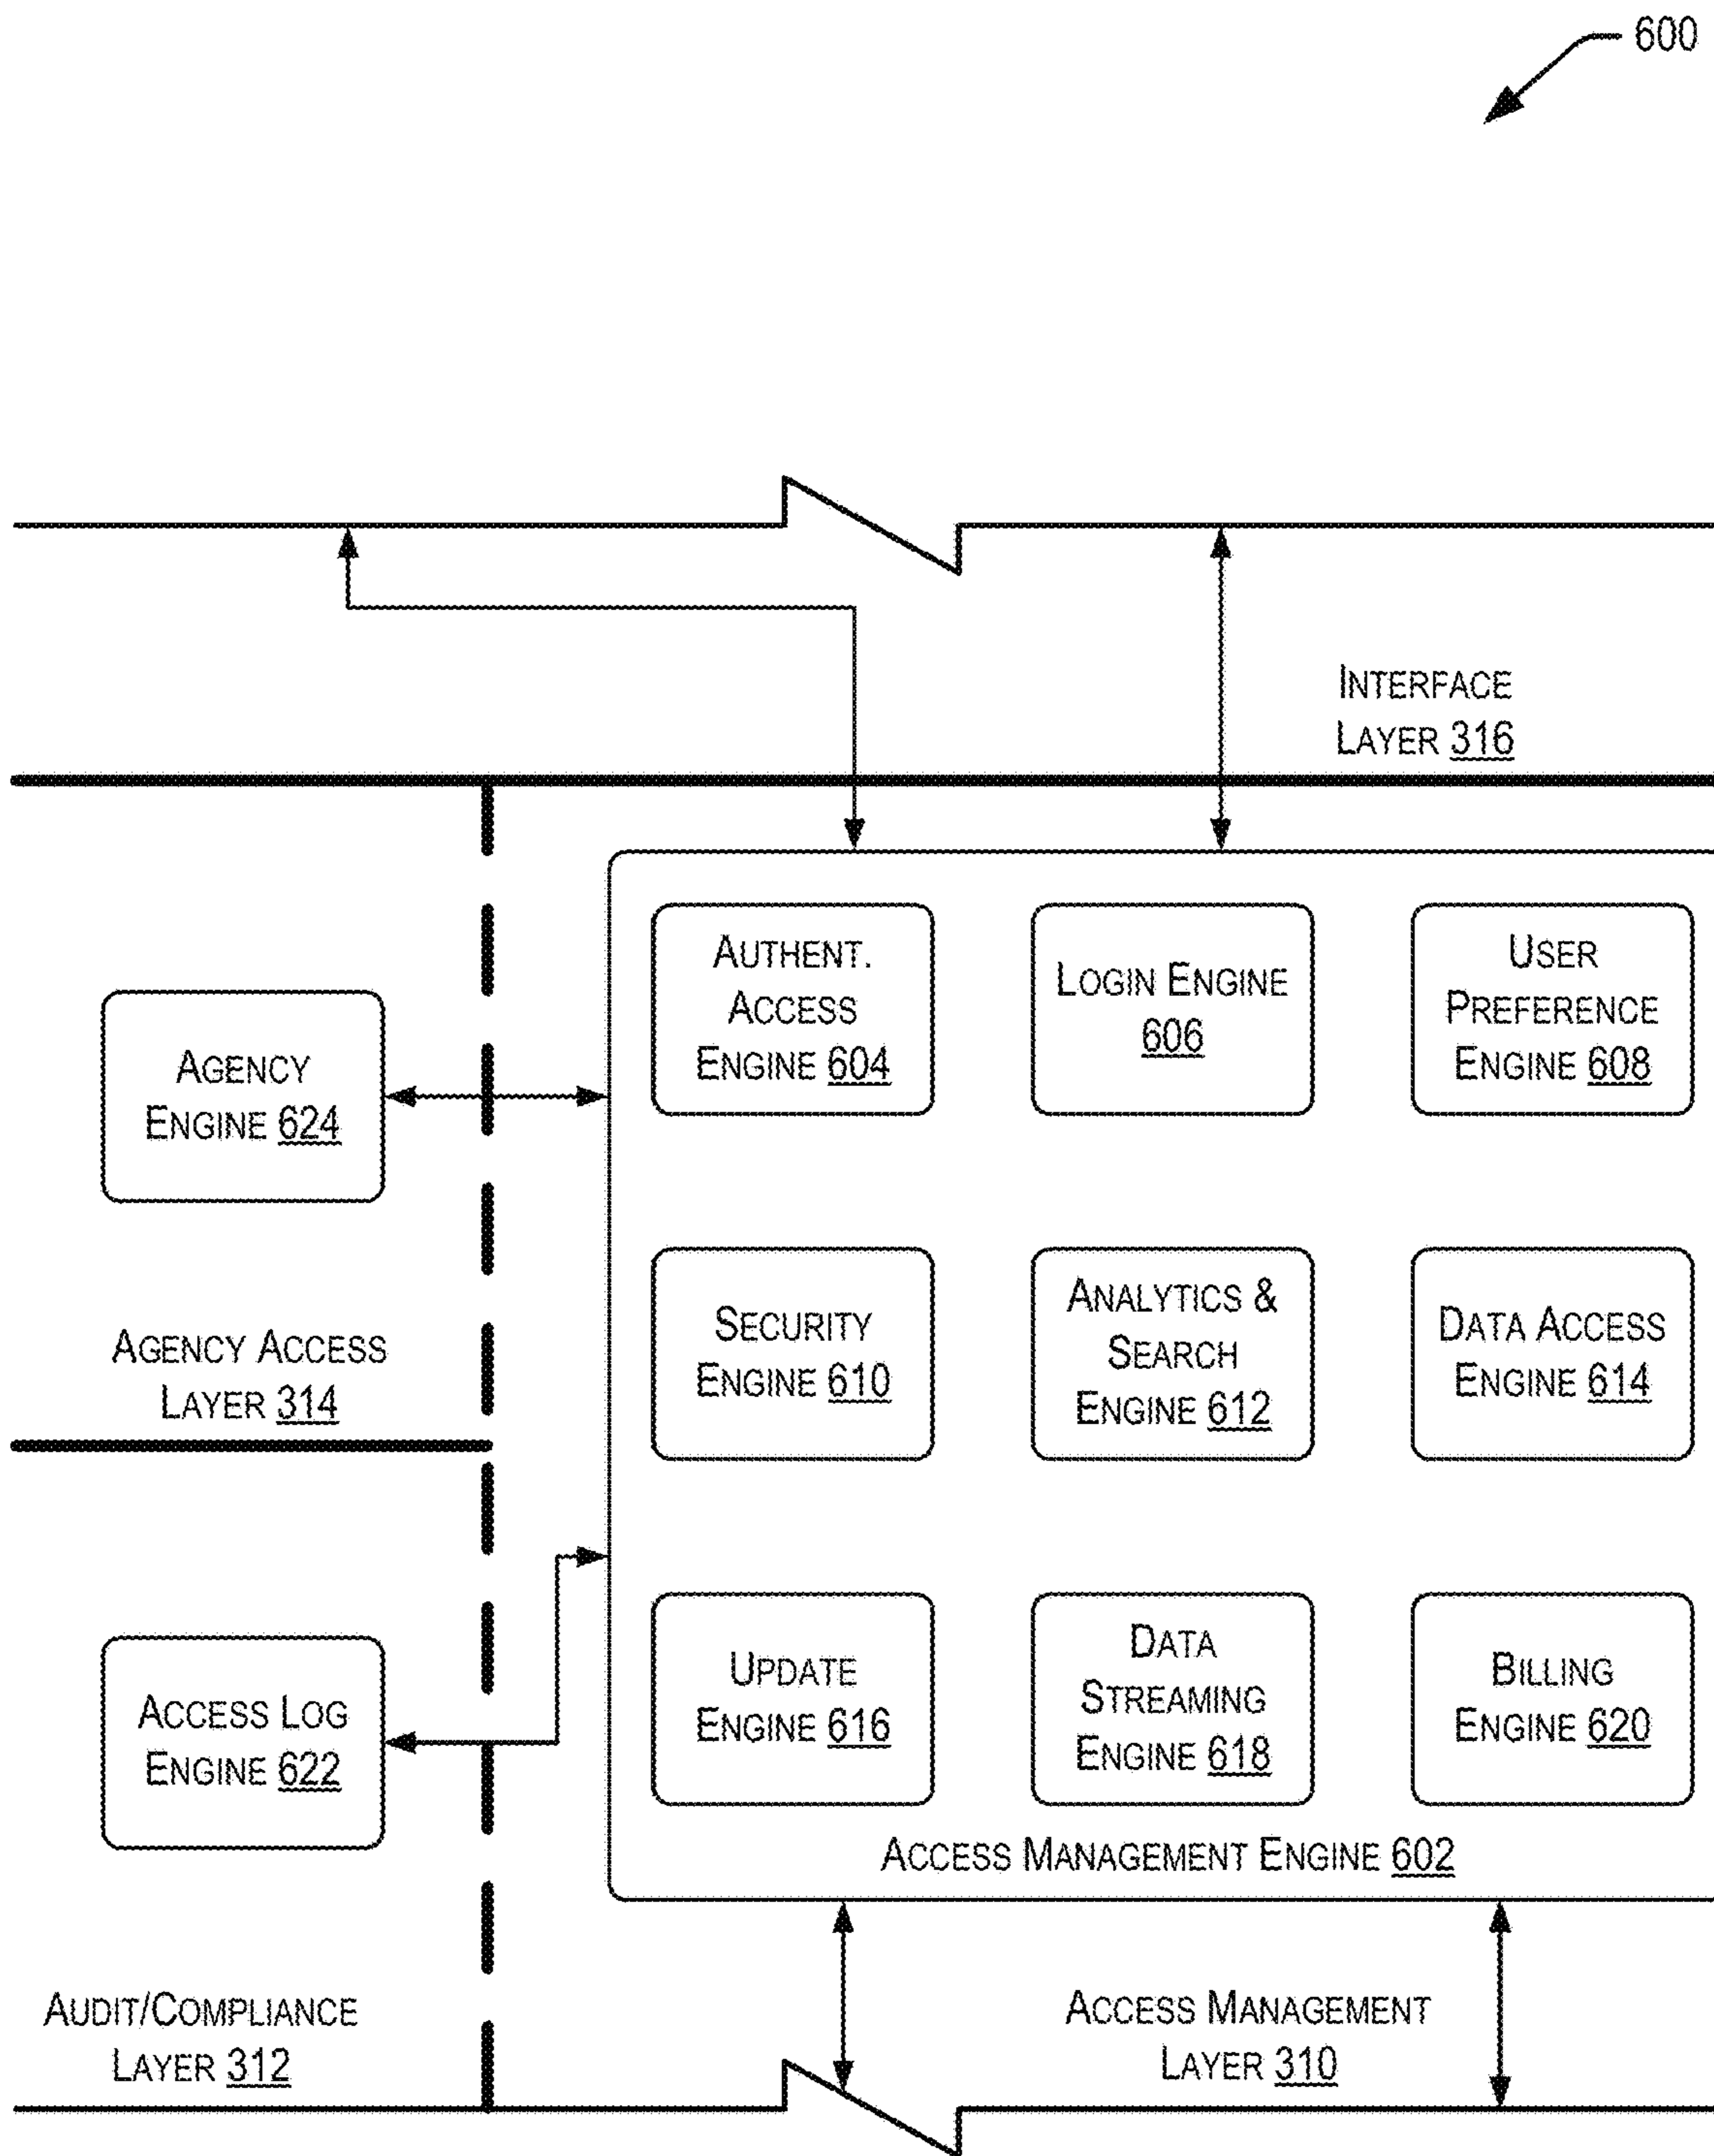 600
INTERFACE
LAYER 316
AUTHENT.
ACCESS
ENGINE 604
LOGIN ENGINE
606
USER
PREFERENCE
ENGINE 608
AGENCY
ENGINE 624
SECURITY
ENGINE 610
ANALYTICS &
SEARCH
ENGINE 612
DATA ACCESS
ENGINE 614
AGENCY ACCESS
LAYER 314
UPDATE
ENGINE 616
DATA
STREAMING
ENGINE 618
BILLING
ENGINE 620
ACCESS LOG
ENGINE 622
ACCESS MANAGEMENT ENGINE 602
AUDIT/COMPLIANCE
LAYER 312
ACCESS MANAGEMENT
LAYER 310